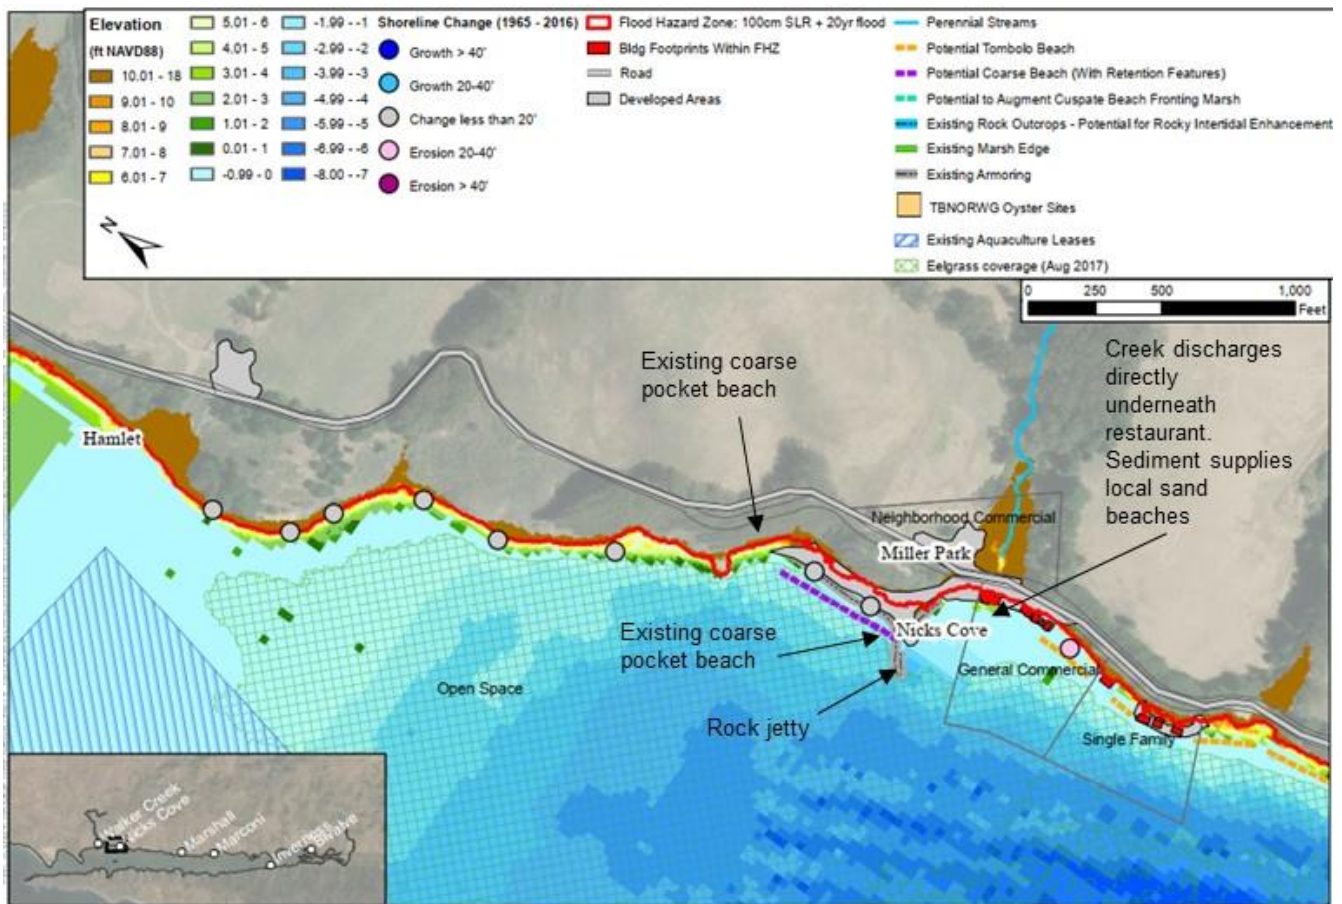 Elevation
(ft NAVD88)
10.01 - 18
9.01 - 10
8.01 - 9
7.01 - 8
6.01 - 7
5.01 - 6
4.01 - 5
3.01 - 4
2.01 - 3
1.01 - 2
0.01 - 1
-0.99 - 0
-1.99 - -1
-2.99 - -2
-3.99 - -3
-4.99 - -4
-5.99 - -5
-6.99 - -6
-8.00 - -7
Shoreline Change (1965 - 2016)
Growth > 40'
Growth 20-40'
Change less than 20'
Erosion 20-40'
Erosion > 40'
Flood Hazard Zone: 100cm SLR + 20yr flood
Bldg Footprints Within FHZ
Road
Developed Areas
Perennial Streams
Potential Tombolo Beach
Potential Coarse Beach (With Retention Features)
Potential to Augment Cuspate Beach Fronting Marsh
Existing Rock Outcrops - Potential for Rocky Intertidal Enhancement
Existing Marsh Edge
Existing Armoring
TBNORWG Oyster Sites
Existing Aquaculture Leases
Eelgrass coverage (Aug 2017)
N
0 250 500 1,000
Feet
Existing coarse
pocket beach
Creek discharges
directly
underneath
restaurant.
Sediment supplies
local sand
beaches
Hamlet
Neighborhood Commercial
Miller Park
Nicks Cove
Existing coarse
pocket beach
General Commercial
Open Space
Rock jetty
Single Family
Walker Creek
Nicks Cove
Marshall
Marconi
Inverness